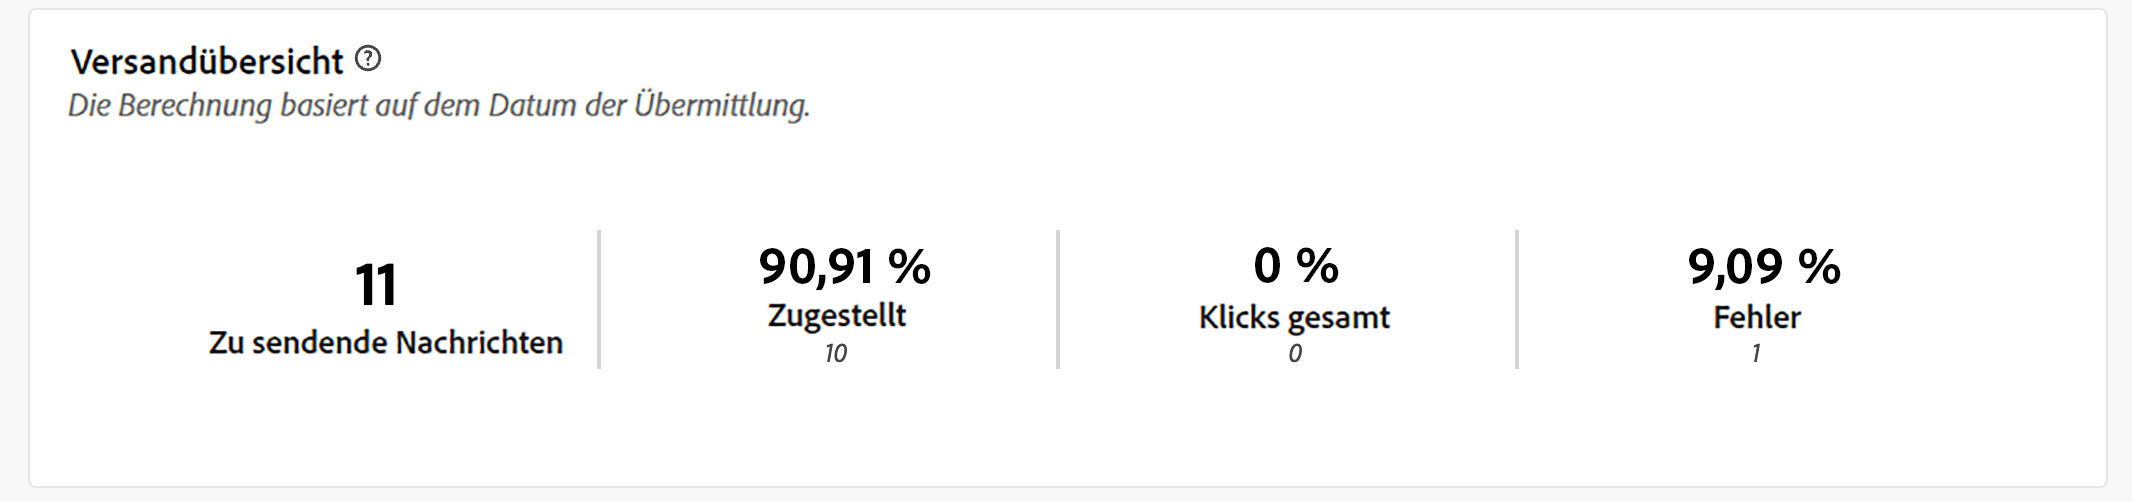 Versandübersicht
Die Berechnung basiert auf dem Datum der Übermittlung.
11
Zu sendende Nachrichten
90,91 %
Zugestellt
10
0 %
Klicks gesamt
0
9,09 %
Fehler
1